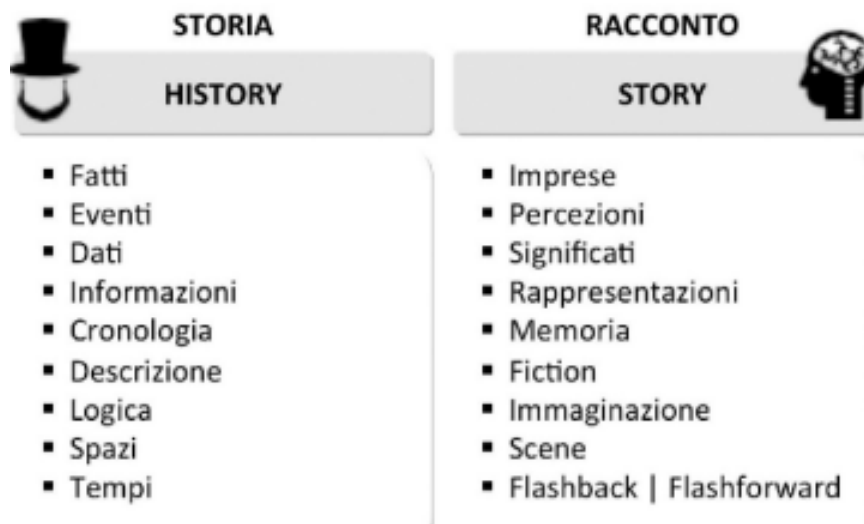 STORIA
HISTORY
▪ Fatti
▪ Eventi
▪ Dati
▪ Informazioni
▪ Cronologia
▪ Descrizione
▪ Logica
▪ Spazi
▪ Tempi
RACCONTO
STORY
▪ Imprese
▪ Percezioni
▪ Significati
▪ Rappresentazioni
▪ Memoria
▪ Fiction
▪ Immaginazione
▪ Scene
▪ Flashback | Flashforward